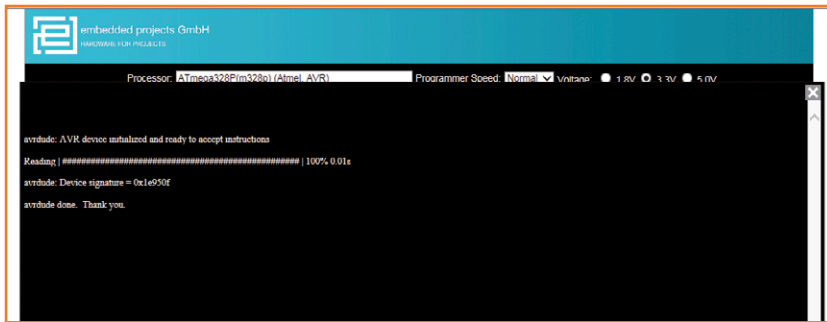 embedded projects GmbH
HARDWARE FOR PROJECTS
Processor: ATmega328P(m328p) (Atmel, AVR) Programmer Speed: Normal Voltage: 1.8V 3.3V 5.0V
avrdude: AVR device initialized and ready to accept instructions
Reading | ################################################## | 100% 0.01s
avrdude: Device signature = 0x1e950f
avrdude done. Thank you.